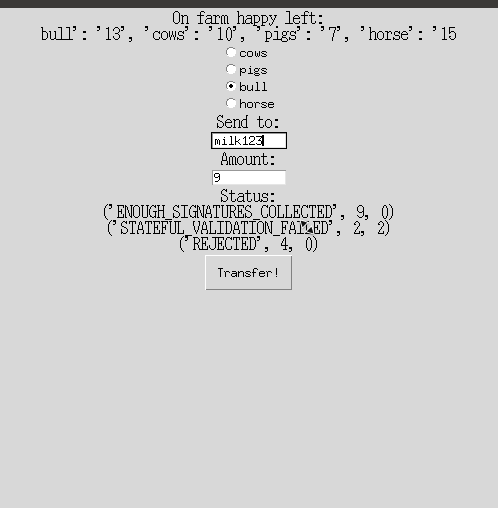 On farm happy left:
bull': '13', 'cows': '10', 'pigs': '7', 'horse': '15
cows
pigs
bull
horse
Send to:
milk123
Amount:
9
Status:
('ENOUGH_SIGNATURES_COLLECTED', 9, 0)
('STATEFUL_VALIDATION_FAILED', 2, 2)
('REJECTED', 4, 0)
Transfer!